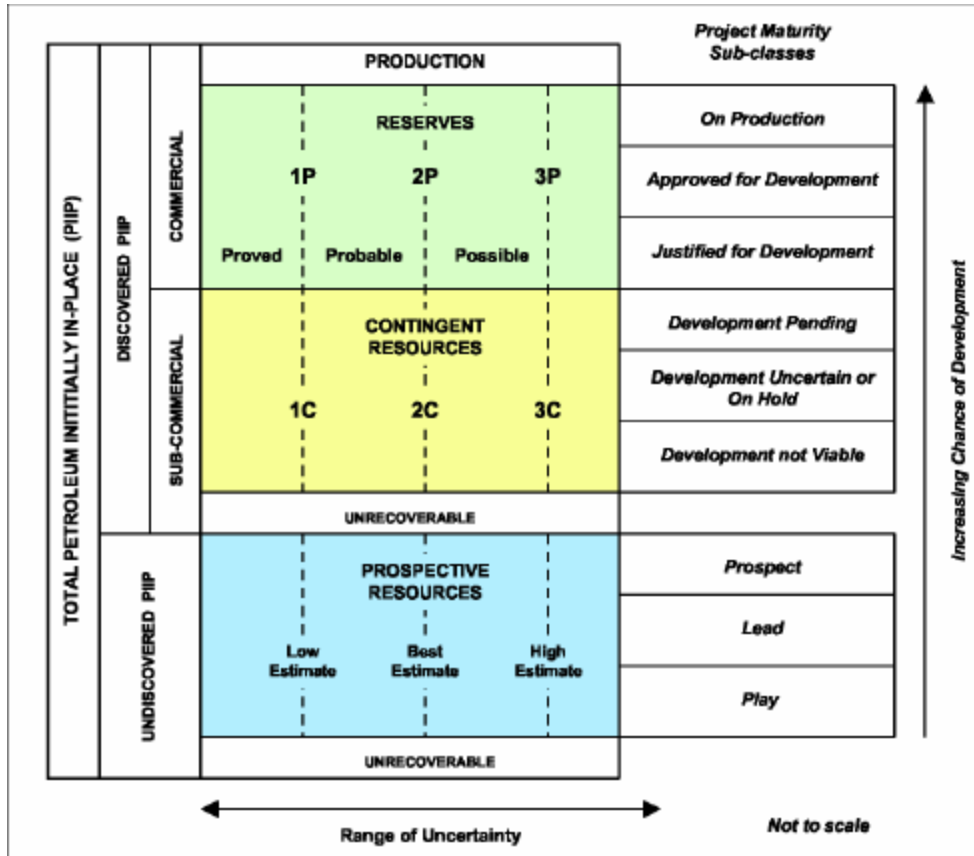 Project Maturity
Sub-classes
PRODUCTION
RESERVES
1P 2P 3P
Proved Probable Possible
On Production
Approved for Development
Justified for Development
CONTINGENT
RESOURCES
1C 2C 3C
Development Pending
Development Uncertain or
On Hold
Development not Viable
UNRECOVERABLE
PROSPECTIVE
RESOURCES
Low
Estimate
Best
Estimate
High
Estimate
Prospect
Lead
Play
UNRECOVERABLE
TOTAL PETROLEUM INITITIALLY IN-PLACE (PIIP)
DISCOVERED PIIP
UNDISCOVERED PIIP
COMMERCIAL
SUB-COMMERCIAL
Increasing Chance of Development
Range of Uncertainty
Not to scale